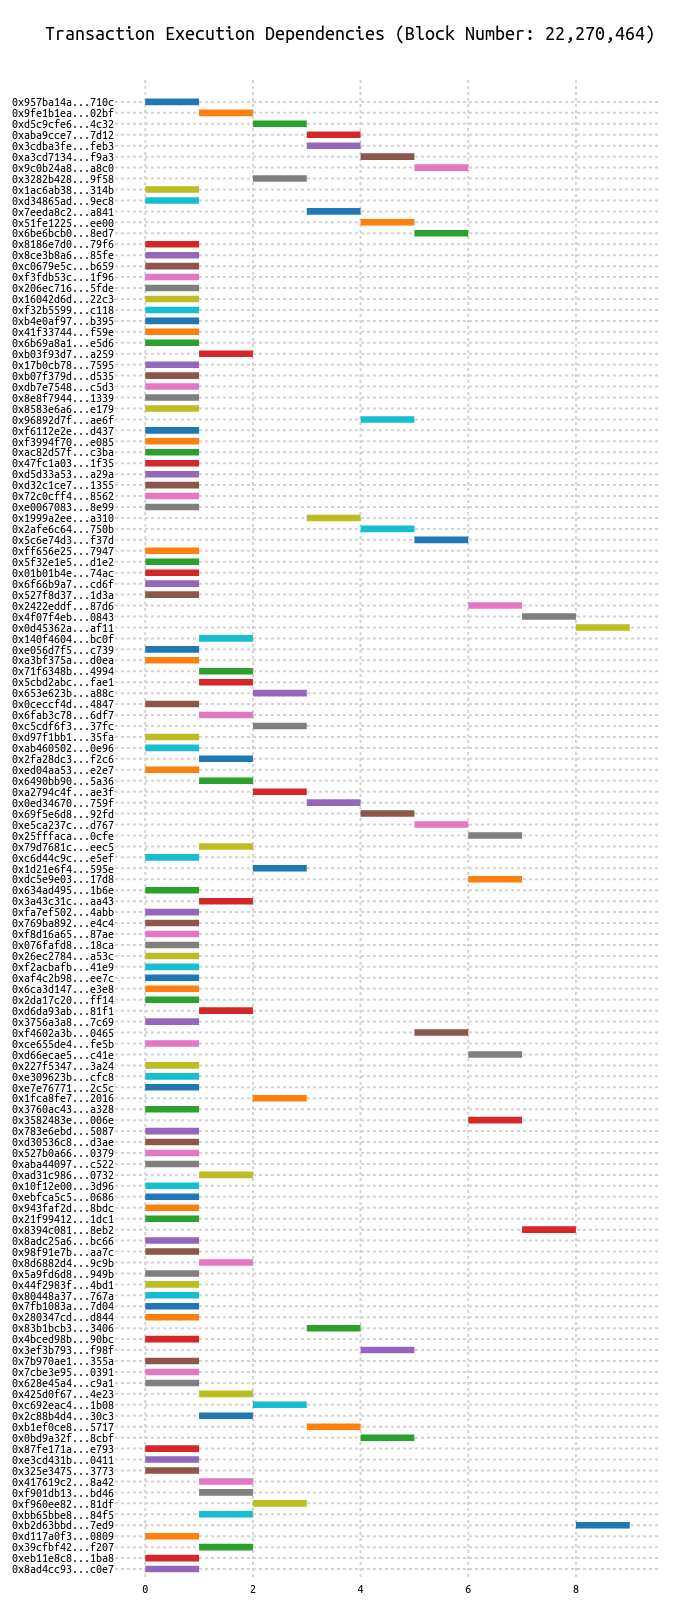 Transaction Execution Dependencies (Block Number: 22,270,464)
0x957ba14a...710c
0x9fe1b1ea...02bf
0xd5c9cfe6...4c32
0xaba9cce7...7d12
0x3cdba3fe...feb3
0xa3cd7134...f9a3
0x9c0b24a8...a8c0
0x3282b428...9f58
0x1ac6ab38...314b
0xd34865ad...9ec8
0x7eeda8c2...a841
0x51fe1225...ee00
0x6be6bcb0...8ed7
0x8186e7d0...79f6
0x8ce3b8a6...85fe
0xc0679e5c...b659
0xf3fdb53c...1f96
0x206ec716...5fde
0x16042d6d...22c3
0xf32b5599...c118
0xb4e0af97...b395
0x41f33744...f59e
0x6b69a8a1...e5d6
0xb03f93d7...a259
0x17b0cb78...7595
0xb07f379d...d535
0xdb7e7548...c5d3
0x8e8f7944...1339
0x8583e6a6...e179
0x96892d7f...ae6f
0xf6112e2e...d437
0xf3994f70...e085
0xac82d57f...c3ba
0x47fc1a03...1f35
0xd5d33a53...a29a
0xd32c1ce7...1355
0x72c0cff4...8562
0xe0067083...8e99
0x1999a2ee...a310
0x2afe6c64...750b
0x5c6e74d3...f37d
0xff656e25...7947
0x5f32e1e5...d1e2
0x01b01b4e...74ac
0x6f66b9a7...cd6f
0x527f8d37...1d3a
0x2422eddf...87d6
0x4f07f4eb...0843
0x0d45362a...af11
0x140f4604...bc0f
0xe056d7f5...c739
0xa3bf375a...d0ea
0x71f6348b...4994
0x5cbd2abc...fae1
0x653e623b...a88c
0x0ceccf4d...4847
0x6fab3c78...6df7
0xc5cdf6f3...37fc
0xd97f1bb1...35fa
0xab460502...0e96
0x2fa28dc3...f2c6
0xed04aa53...e2e7
0x6490bb90...5a36
0xa2794c4f...ae3f
0x0ed34670...759f
0x69f5e6d8...92fd
0xe5ca237c...d767
0x25fffaca...0cfe
0x79d7681c...eec5
0xc6d44c9c...e5ef
0x1d21e6f4...595e
0xdc5e9e03...17d8
0x634ad495...1b6e
0x3a43c31c...aa43
0xfa7ef502...4abb
0x769ba892...e4c4
0xf8d16a65...87ae
0x076fafd8...18ca
0x26ec2784...a53c
0xf2acbafb...41e9
0xaf4c2b98...ee7c
0x6ca3d147...e3e8
0x2da17c20...ff14
0xd6da93ab...81f1
0x3756a3a8...7c69
0xf4602a3b...0465
0xce655de4...fe5b
0xd66ecae5...c41e
0x227f5347...3a24
0xe309623b...cfc8
0xe7e76771...2c5c
0x1fca8fe7...2016
0x3760ac43...a328
0x3582483e...006e
0x783e6ebd...5087
0xd30536c8...d3ae
0x527b0a66...0379
0xaba44097...c522
0xad31c986...0732
0x10f12e00...3d96
0xebfca5c5...0686
0x943faf2d...8bdc
0x21f99412...1dc1
0x8394c081...8eb2
0x8adc25a6...bc66
0x98f91e7b...aa7c
0x8d6882d4...9c9b
0x5a9fd6d8...949b
0x44f2983f...4bd1
0x80448a37...767a
0x7fb1083a...7d04
0x280347cd...d844
0x83b1bcb3...3406
0x4bced98b...90bc
0x3ef3b793...f98f
0x7b970ae1...355a
0x7cbe3e95...0391
0x628e45a4...c9a1
0x425d0f67...4e23
0xc692eac4...1b08
0x2c88b4d4...30c3
0xb1ef0ce8...5717
0x0bd9a32f...8cbf
0x87fe171a...e793
0xe3cd431b...0411
0x325e3475...3773
0x417619c2...8a42
0xf901db13...bd46
0xf960ee82...81df
0xbb65bbe8...84f5
0xb2d63bbd...7ed9
0xd117a0f3...0809
0x39cfbf42...f207
0xeb11e8c8...1ba8
0x8ad4cc93...c0e7
0 2 4 6 8